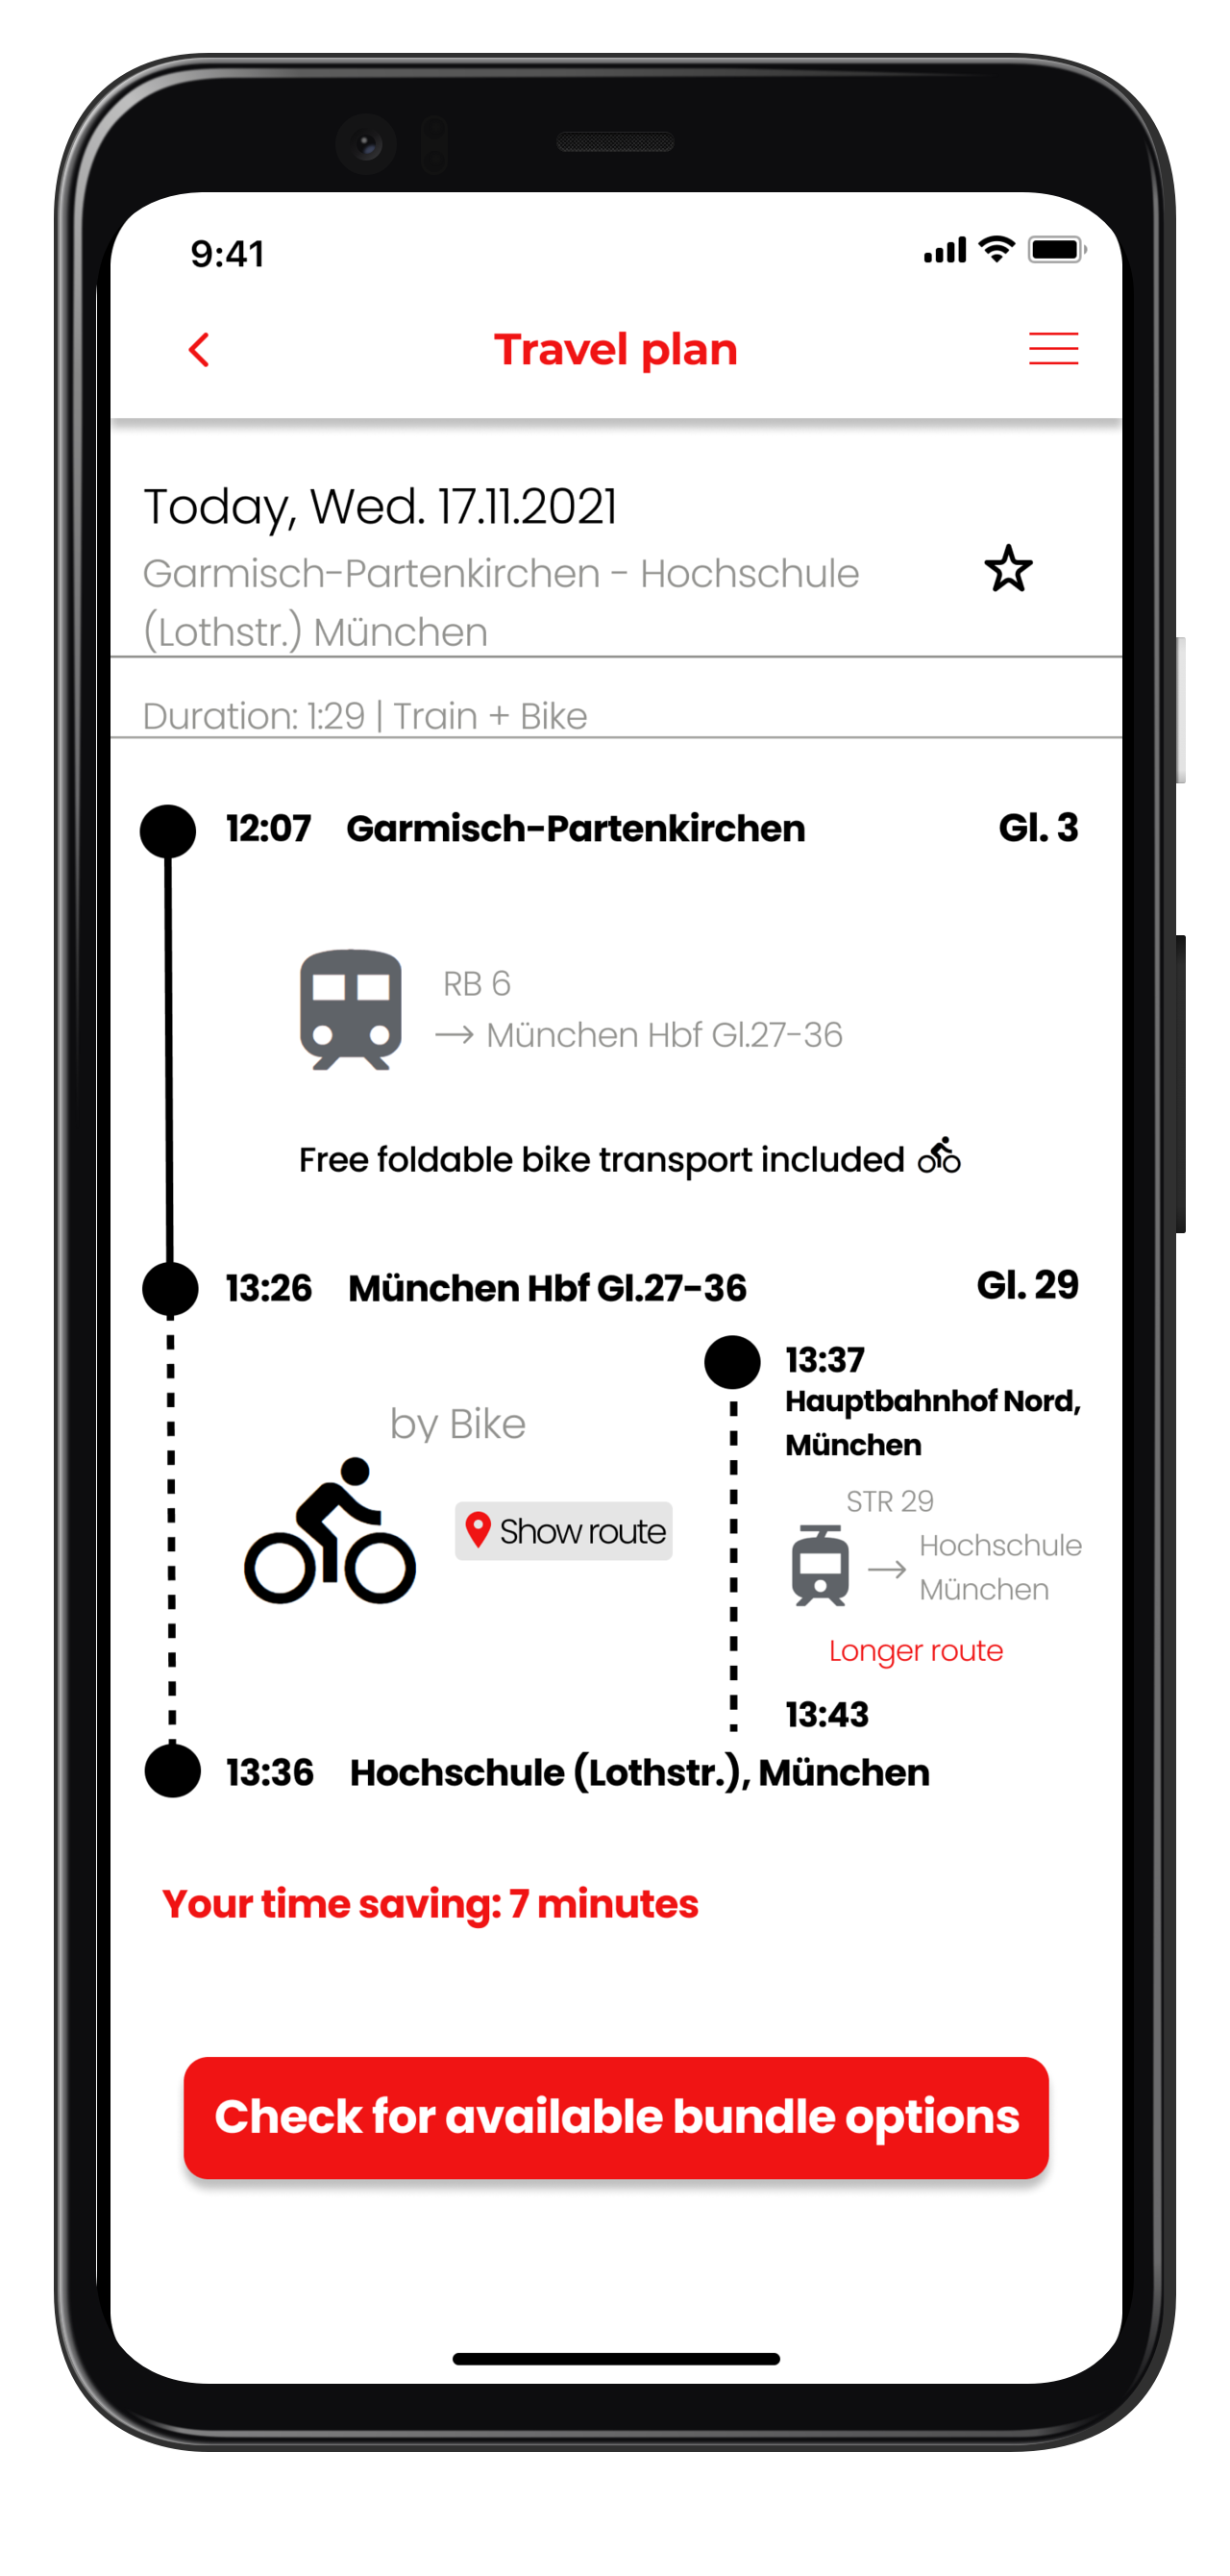 9:41
Travel plan
Today, Wed. 17.11.2021
Garmisch-Partenkirchen - Hochschule
(Lothstr.) München
Duration: 1:29 | Train + Bike
12:07 Garmisch-Partenkirchen Gl. 3
RB 6
→ München Hbf Gl.27-36
Free foldable bike transport included
13:26 München Hbf Gl.27-36 Gl. 29
by Bike
Show route
13:37
Hauptbahnhof Nord,
München
STR 29
→ Hochschule
München
Longer route
13:43
13:36 Hochschule (Lothstr.), München
Your time saving: 7 minutes
Check for available bundle options